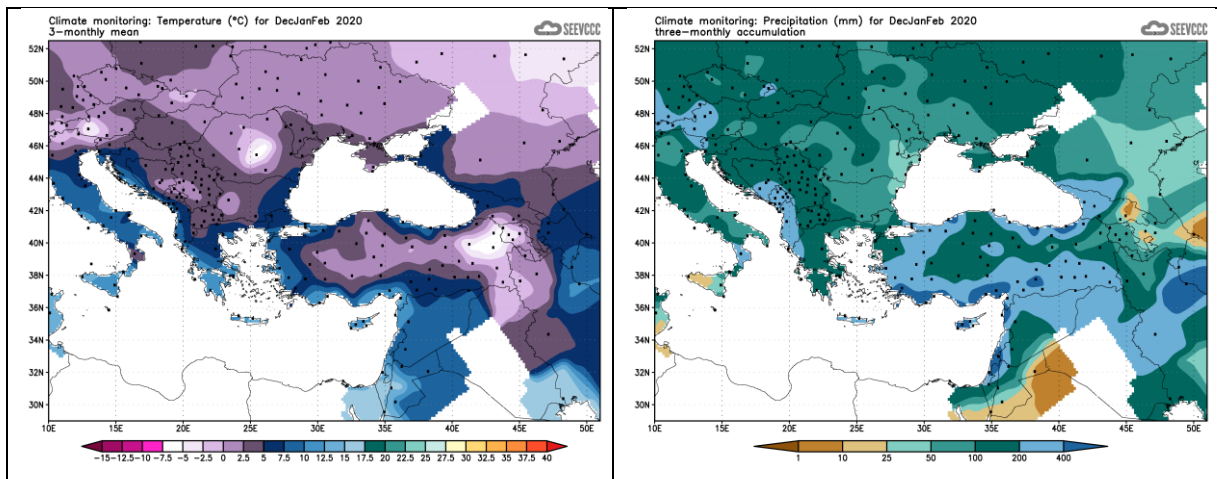 Climate monitoring: Temperature (°C) for DecJanFeb 2020
3-monthly mean
SEEVCCC
52N
50N
48N
46N
44N
42N
40N
38N
36N
34N
32N
30N
10E 15E 20E 25E 30E 35E 40E 45E 50E
-15 -12.5 -10 -7.5 -5 -2.5 0 2.5 5 7.5 10 12.5 15 17.5 20 22.5 25 27.5 30 32.5 35 37.5 40
Climate monitoring: Precipitation (mm) for DecJanFeb 2020
three-monthly accumulation
SEEVCCC
52N
50N
48N
46N
44N
42N
40N
38N
36N
34N
32N
30N
10E 15E 20E 25E 30E 35E 40E 45E 50E
1 10 25 50 100 200 400